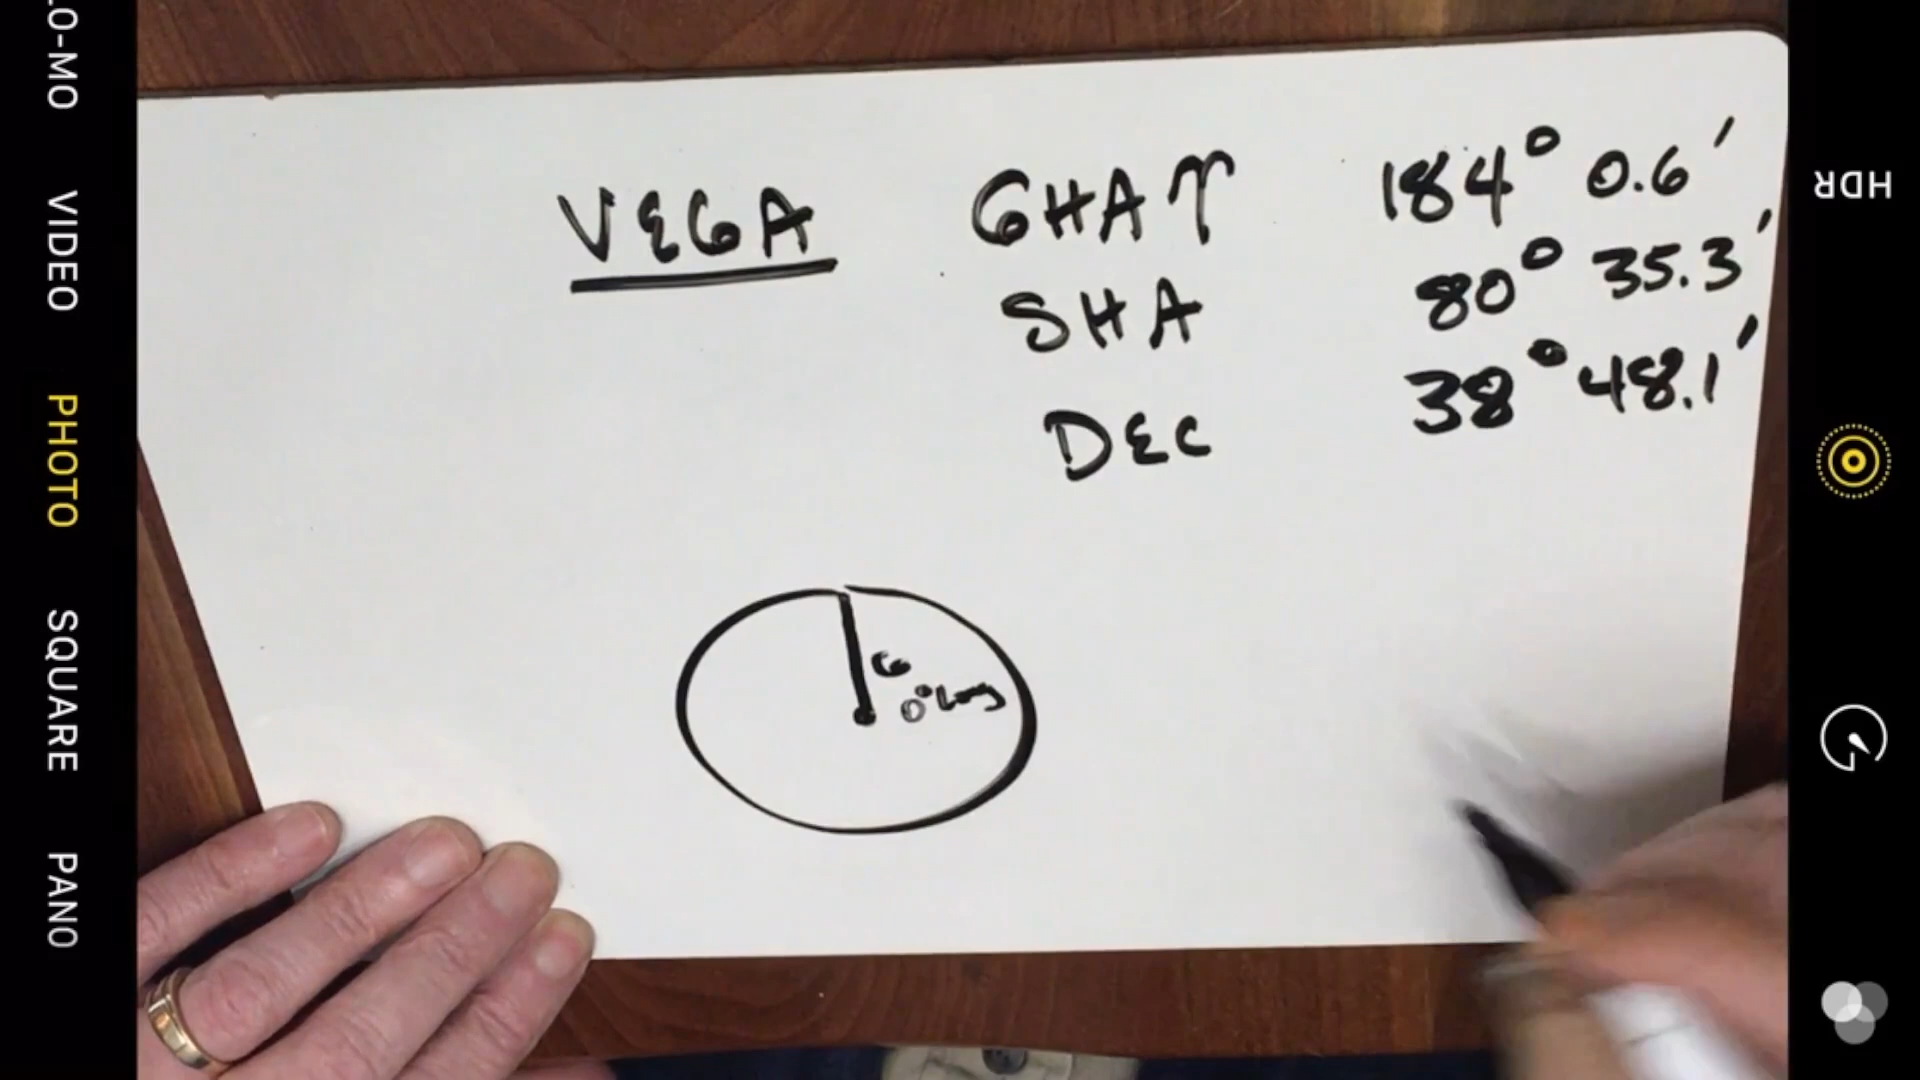 LO-MO
VIDEO
PHOTO
SQUARE
PANO
HDR
VEGA GHA♈ 184° 0.6′
SHA 80° 35.3′
DEC 38° 48.1′
G
0° Long